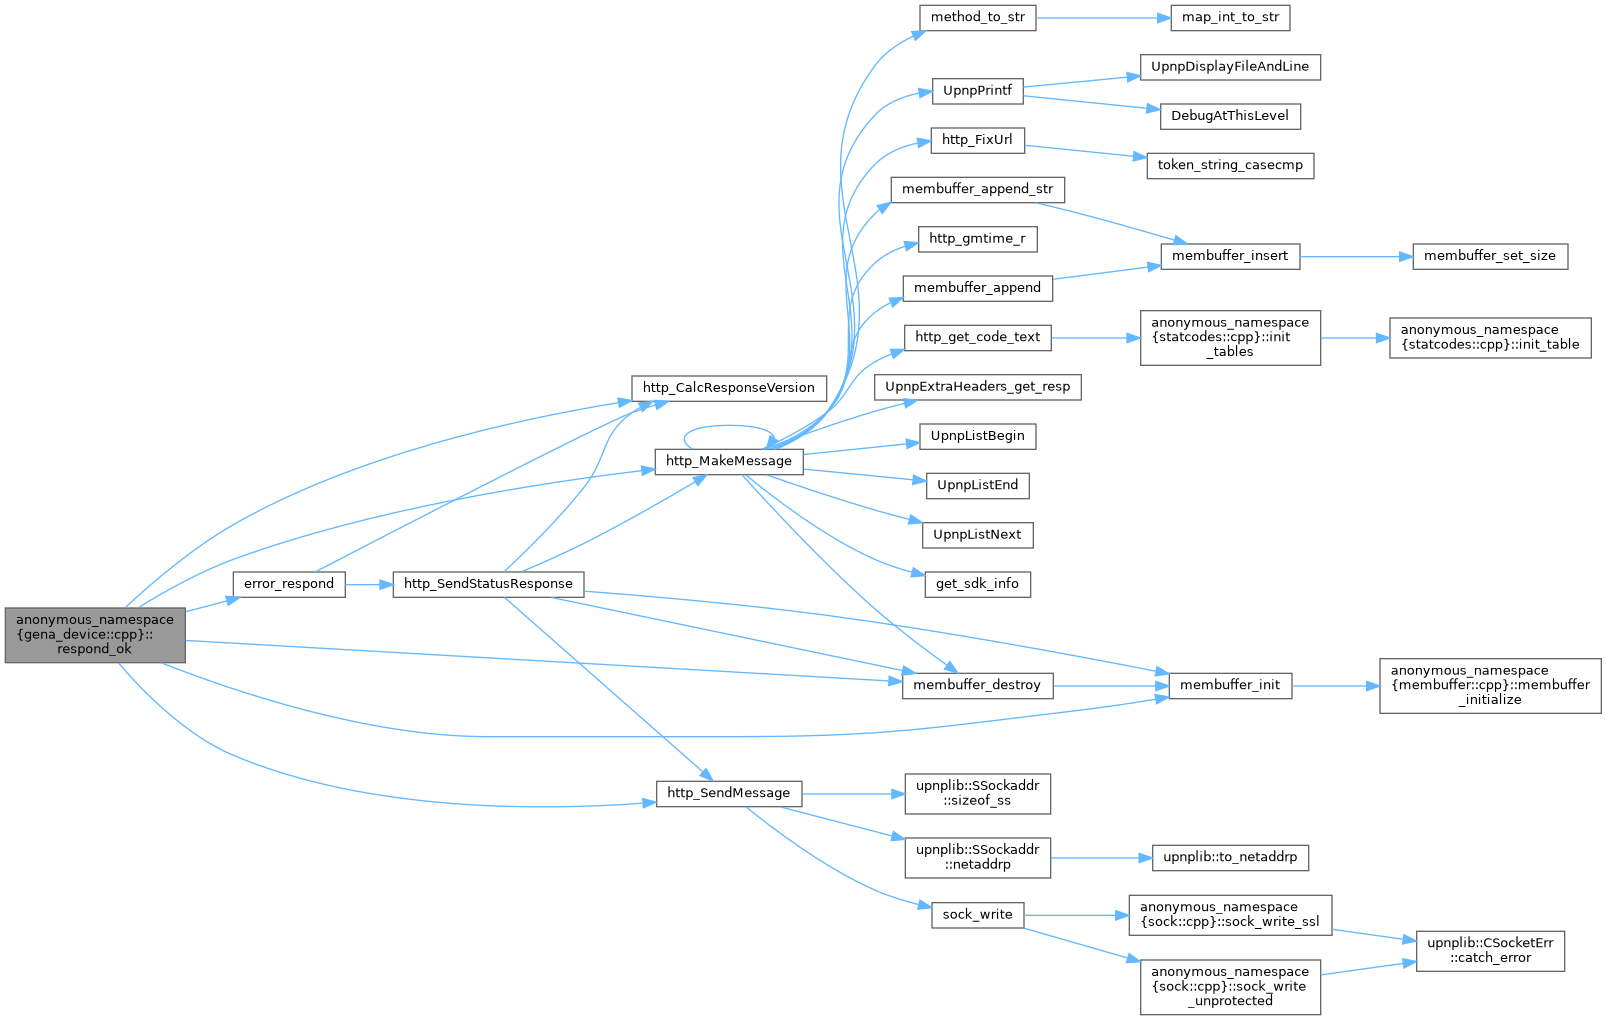 method_to_str
map_int_to_str
UpnpPrintf
UpnpDisplayFileAndLine
DebugAtThisLevel
http_FixUrl
token_string_casecmp
membuffer_append_str
http_gmtime_r
membuffer_insert
membuffer_set_size
membuffer_append
http_get_code_text
anonymous_namespace
{statcodes::cpp}::init
_tables
anonymous_namespace
{statcodes::cpp}::init_table
http_CalcResponseVersion
UpnpExtraHeaders_get_resp
UpnpListBegin
http_MakeMessage
UpnpListEnd
UpnpListNext
error_respond
http_SendStatusResponse
get_sdk_info
anonymous_namespace
{gena_device::cpp}::
respond_ok
membuffer_destroy
membuffer_init
anonymous_namespace
{membuffer::cpp}::membuffer
_initialize
http_SendMessage
upnplib::SSockaddr
::sizeof_ss
upnplib::SSockaddr
::netaddrp
upnplib::to_netaddrp
sock_write
anonymous_namespace
{sock::cpp}::sock_write_ssl
upnplib::CSocketErr
::catch_error
anonymous_namespace
{sock::cpp}::sock_write
_unprotected